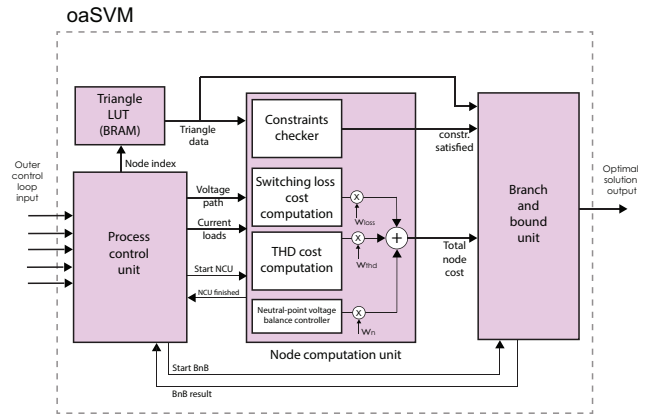 oaSVM
Triangle
LUT
(BRAM)
Triangle
data
Node index
Outer
control
loop
input
Process
control
unit
Voltage
path
Current
loads
Start NCU
NCU finished
Constraints
checker
Switching loss
cost
computation
THD cost
computation
Neutral-point voltage
balance controller
x
Wloss
x
Wthd
x
Wn
+
Node computation unit
constr.
satisfied
Total
node
cost
Branch
and
bound
unit
Optimal
solution
output
Start BnB
BnB result